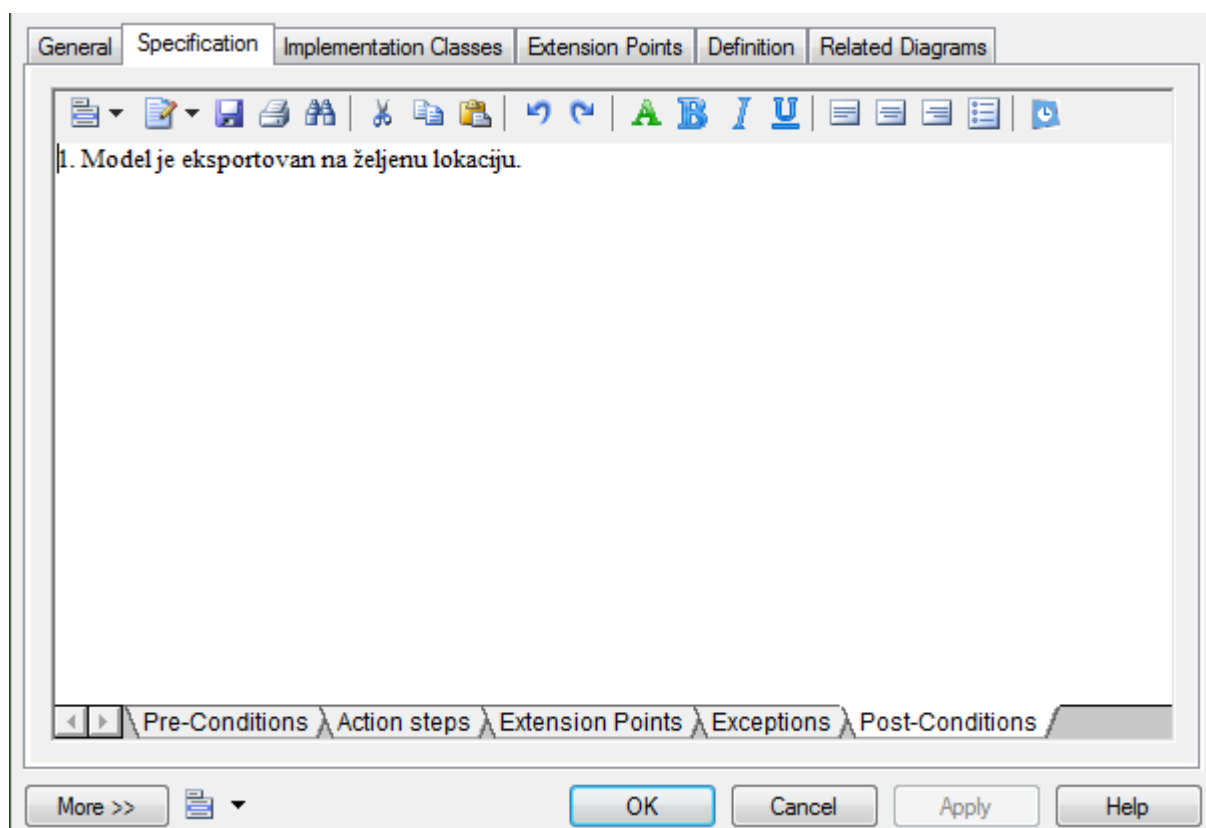 General Specification Implementation Classes Extension Points Definition Related Diagrams
A B I U
1. Model je eksportovan na željenu lokaciju.
Pre-Conditions Action steps Extension Points Exceptions Post-Conditions
More >> OK Cancel Apply Help